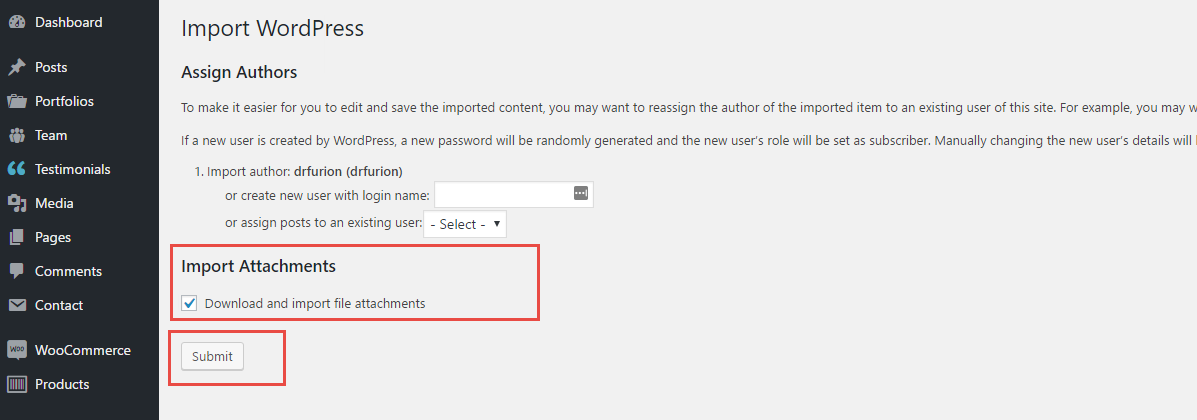 Dashboard
Posts
Portfolios
Team
Testimonials
Media
Pages
Comments
Contact
WOO WooCommerce
Products
Import WordPress
Assign Authors
To make it easier for you to edit and save the imported content, you may want to reassign the author of the imported item to an existing user of this site. For example, you may w
If a new user is created by WordPress, a new password will be randomly generated and the new user's role will be set as subscriber. Manually changing the new user's details will
1. Import author: drfurion (drfurion)
or create new user with login name:
or assign posts to an existing user: - Select -
Import Attachments
Download and import file attachments
Submit